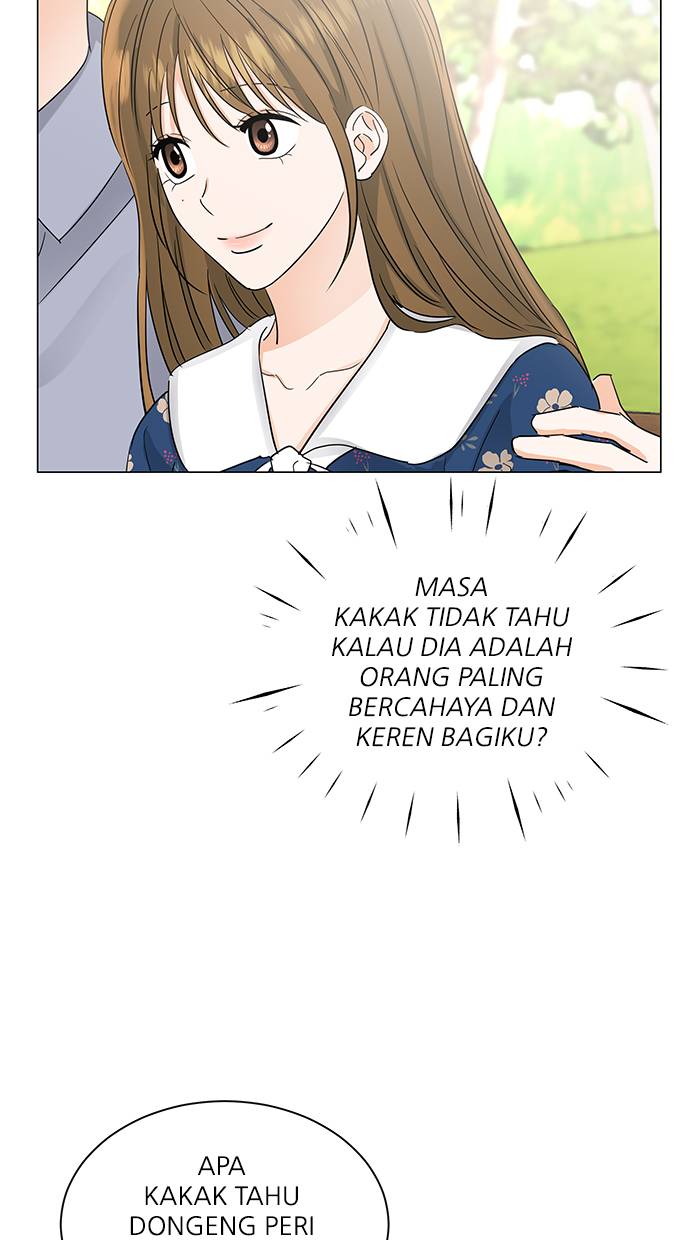 MASA
KAKAK TIDAK TAHU
KALAU DIA ADALAH
ORANG PALING
BERCAHAYA DAN
KEREN BAGIKU?
APA
KAKAK TAHU
DONGENG PERI